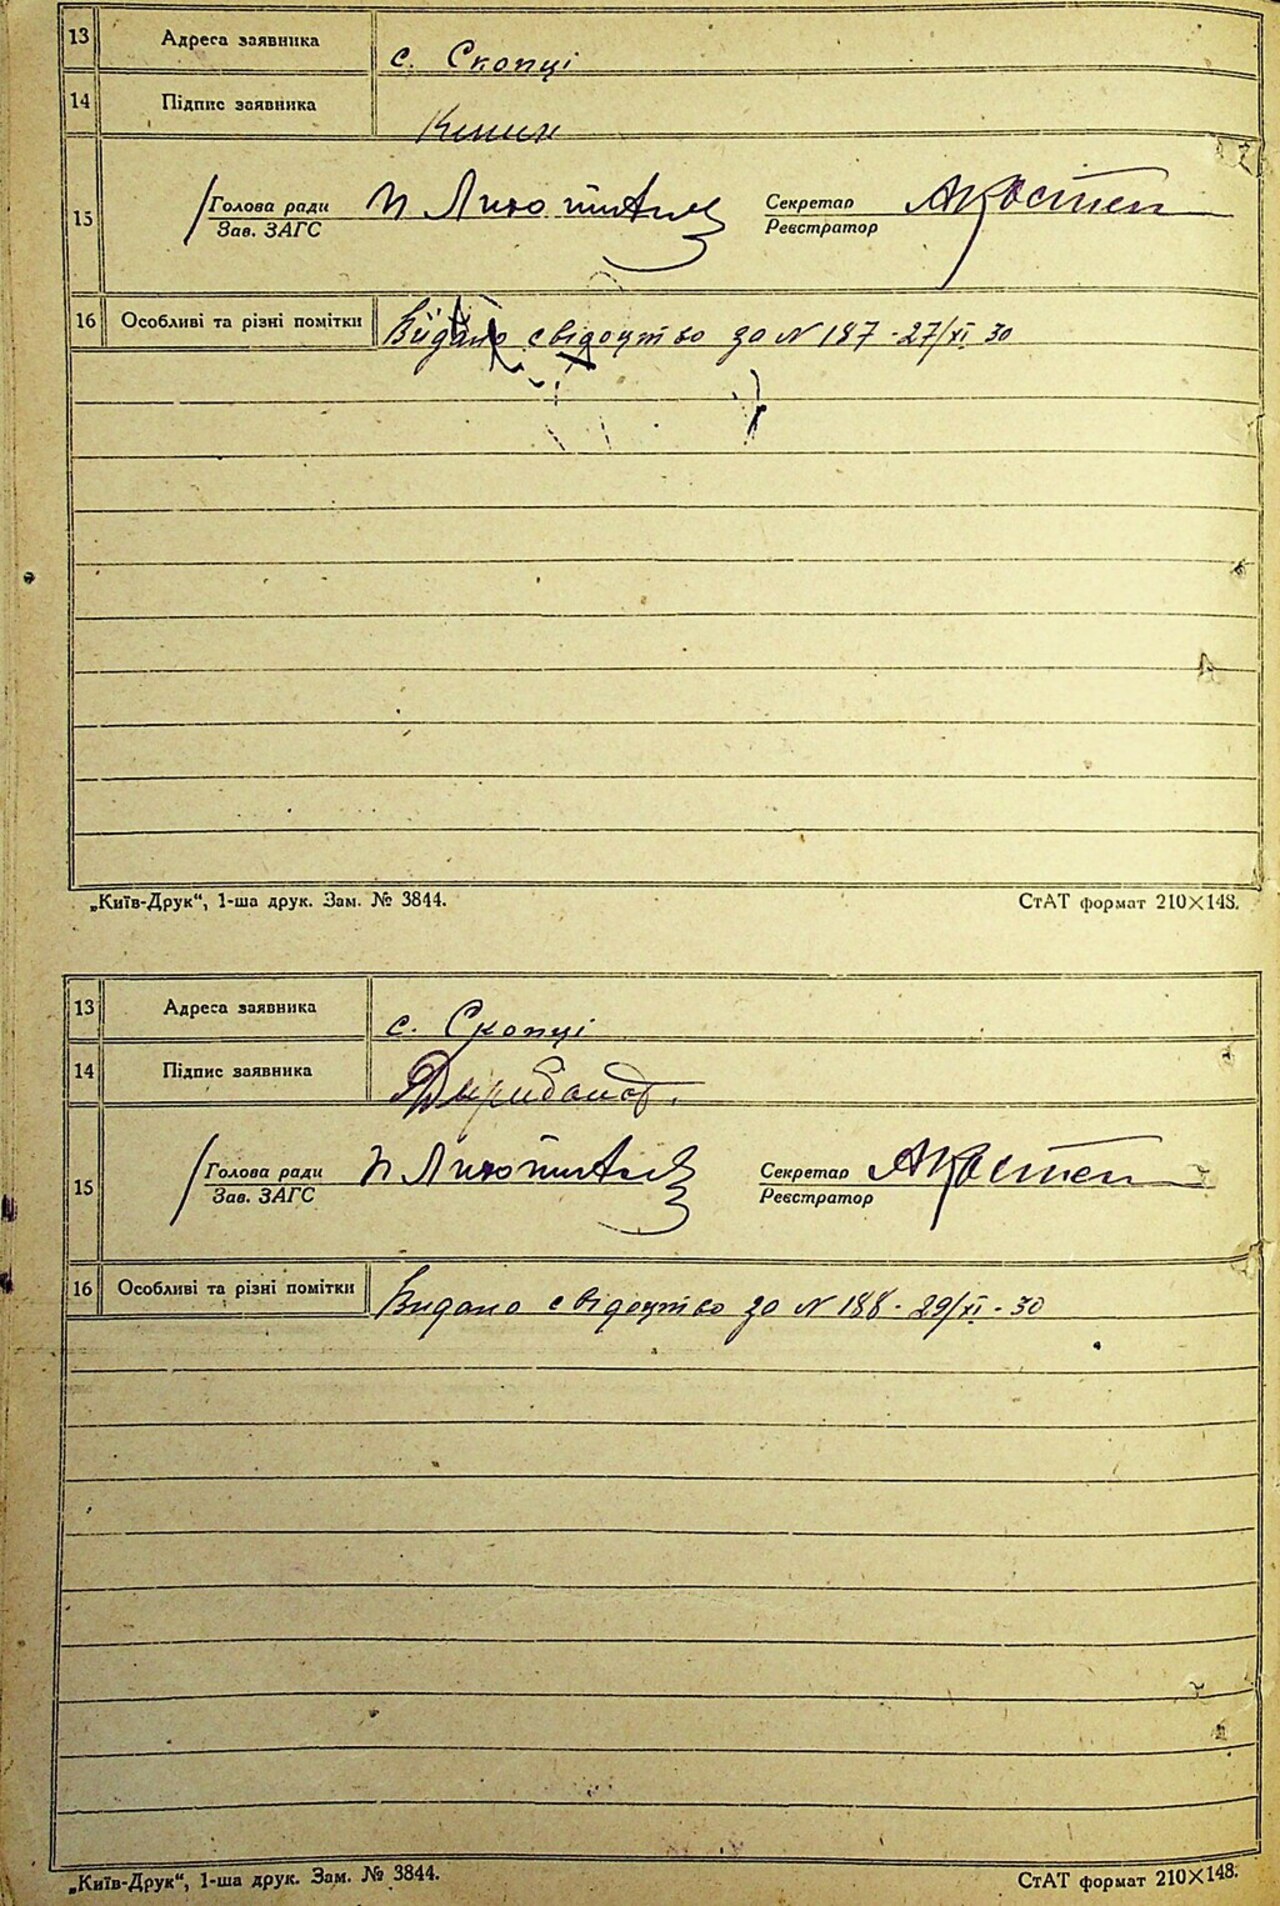 13 Адреса заявника с. Скопці
14 Підпис заявника
15 Голова ради Секретар
Зав. ЗАГС Реєстратор
16 Особливі та різні помітки Видано свідоцтво за N 187 - 27/XI 30
„Київ-Друк“, 1-ша друк. Зам. № 3844. СтАТ формат 210×148.
13 Адреса заявника с. Скопці
14 Підпис заявника
15 Голова ради Секретар
Зав. ЗАГС Реєстратор
16 Особливі та різні помітки Видано свідоцтво за N 188 - 29/XI - 30
„Київ-Друк“, 1-ша друк. Зам. № 3844. СтАТ формат 210×148.